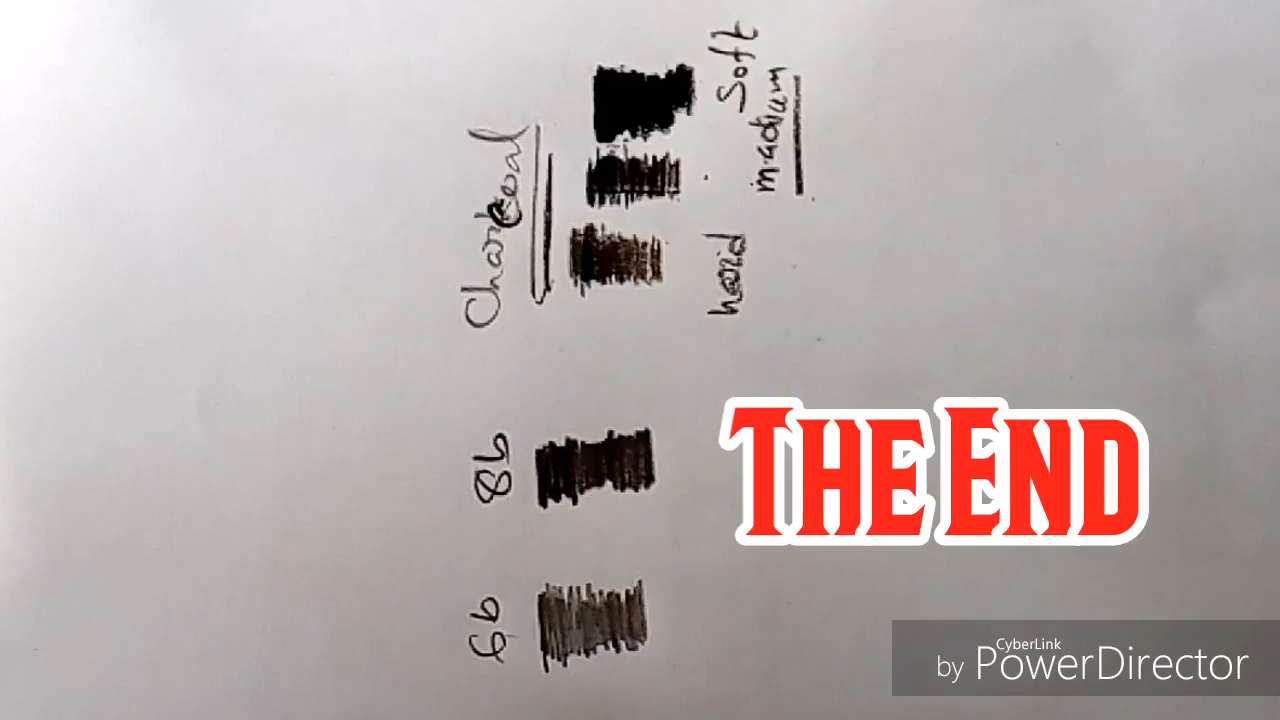 6b
8b
Charcoal
hard
medium
Soft
THE END
CyberLink
by PowerDirector